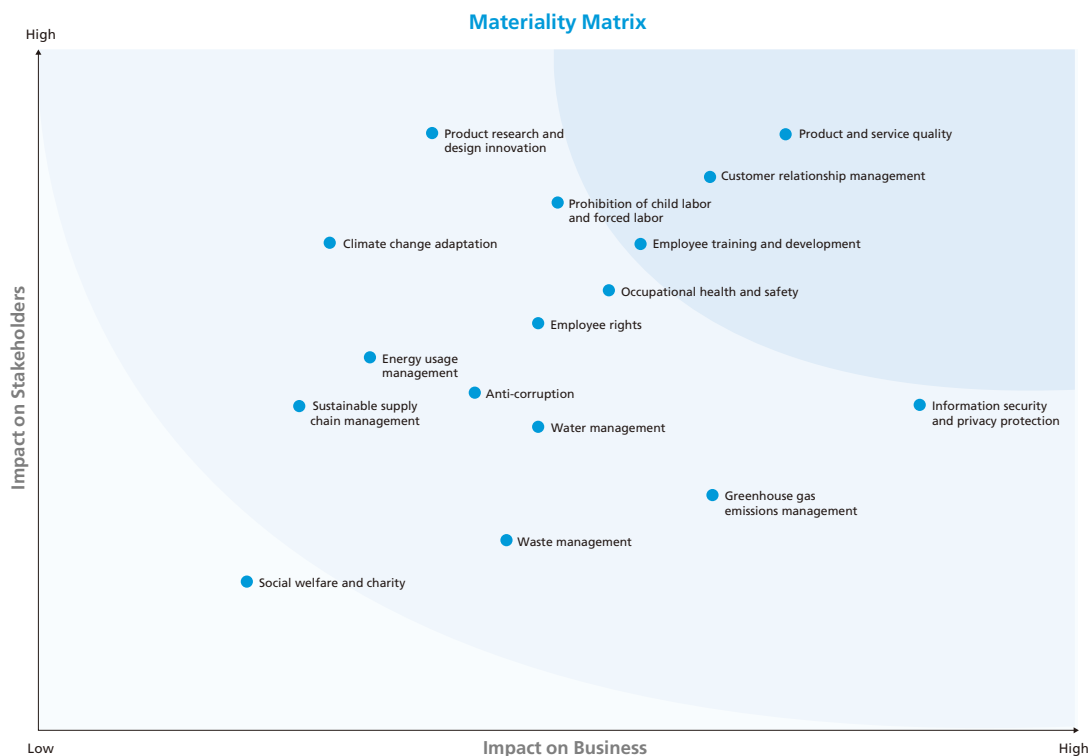 Materiality Matrix
High
Product research and
design innovation
Product and service quality
Customer relationship management
Prohibition of child labor
and forced labor
Climate change adaptation
Employee training and development
Occupational health and safety
Employee rights
Energy usage
management
Anti-corruption
Sustainable supply
chain management
Information security
and privacy protection
Water management
Greenhouse gas
emissions management
Waste management
Social welfare and charity
Impact on Stakeholders
Low
Impact on Business
High